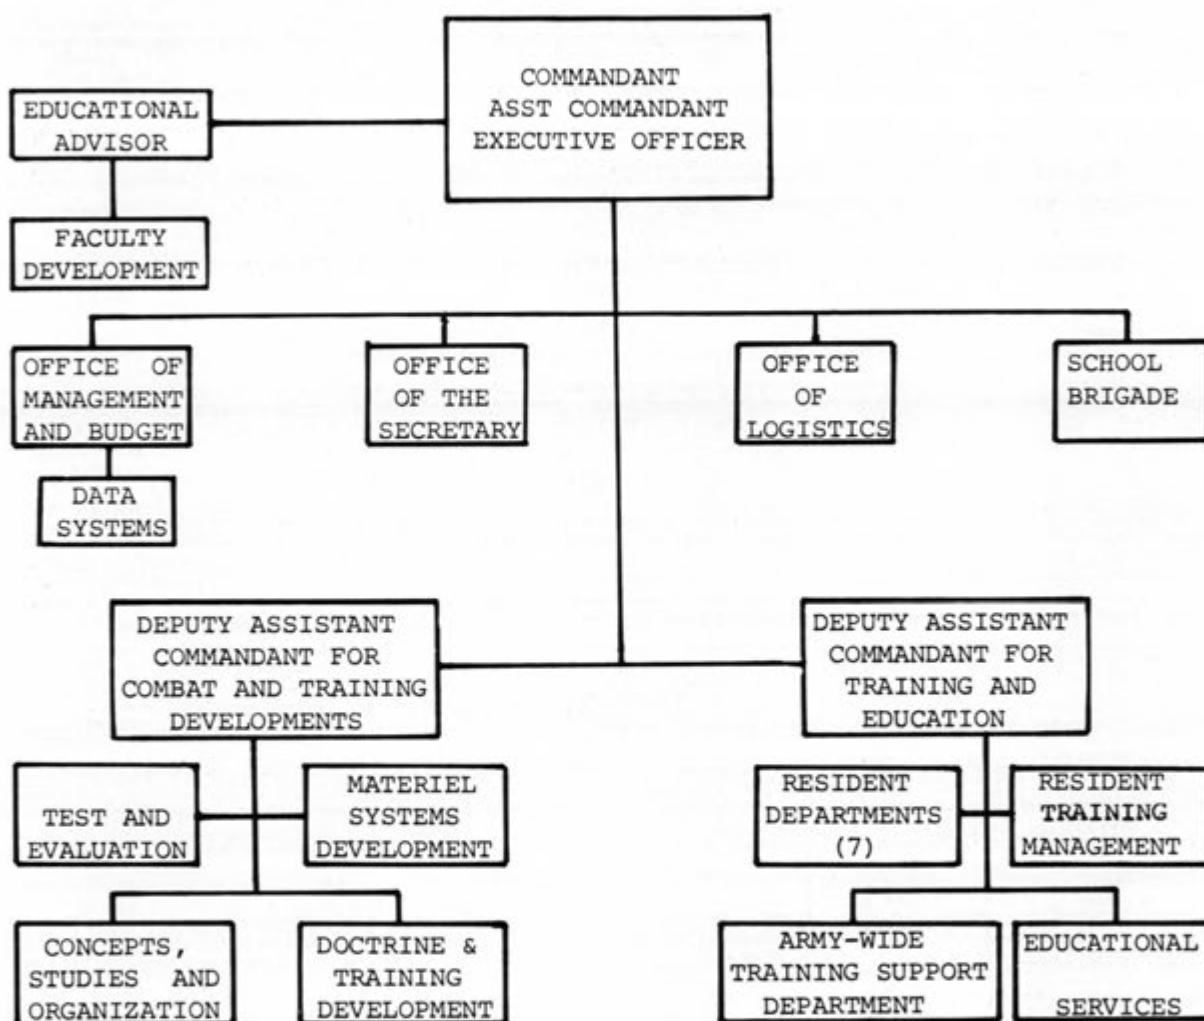 COMMANDANT
ASST COMMANDANT
EXECUTIVE OFFICER
EDUCATIONAL
ADVISOR
FACULTY
DEVELOPMENT
OFFICE OF
MANAGEMENT
AND BUDGET
OFFICE
OF THE
SECRETARY
OFFICE
OF
LOGISTICS
SCHOOL
BRIGADE
DATA
SYSTEMS
DEPUTY ASSISTANT
COMMANDANT FOR
COMBAT AND TRAINING
DEVELOPMENTS
DEPUTY ASSISTANT
COMMANDANT FOR
TRAINING AND
EDUCATION
TEST AND
EVALUATION
MATERIEL
SYSTEMS
DEVELOPMENT
RESIDENT
DEPARTMENTS
(7)
RESIDENT
TRAINING
MANAGEMENT
CONCEPTS,
STUDIES AND
ORGANIZATION
DOCTRINE &
TRAINING
DEVELOPMENT
ARMY-WIDE
TRAINING SUPPORT
DEPARTMENT
EDUCATIONAL
SERVICES